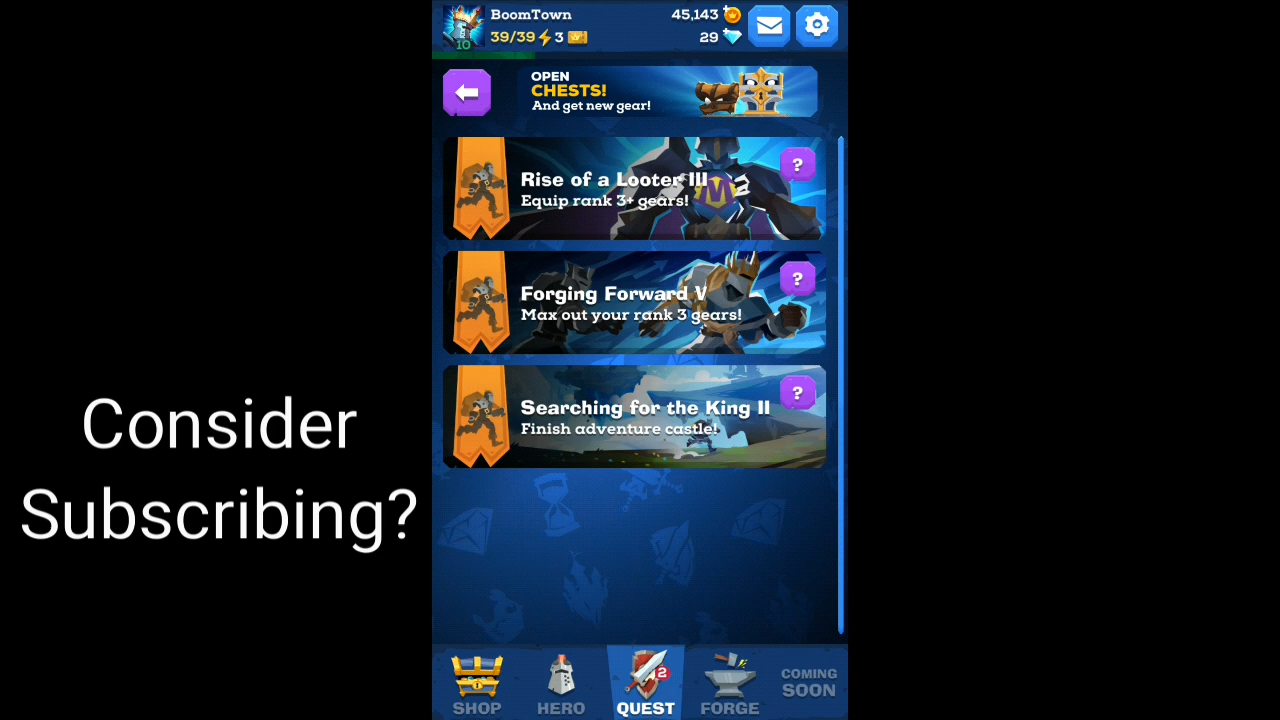 BoomTown
45,143
10
39/39 3
29
OPEN
CHESTS!
And get new gear!
Rise of a Looter III
Equip rank 3+ gears!
?
M
Forging Forward V
Max out your rank 3 gears!
?
Searching for the King II
Finish adventure castle!
?
Consider
Subscribing?
SHOP
HERO
2
QUEST
FORGE
COMING
SOON